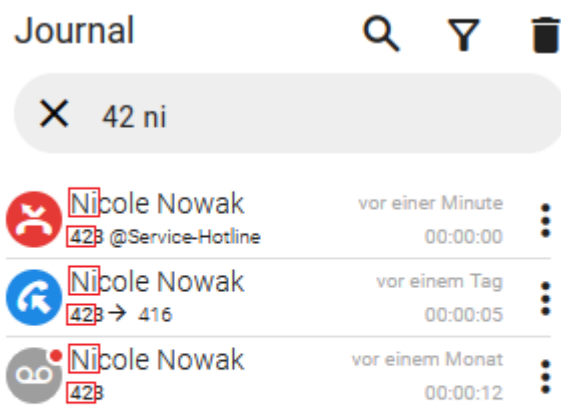 Journal
42 ni
Nicole Nowak
vor einer Minute
423 @Service-Hotline
00:00:00
Nicole Nowak
vor einem Tag
423 → 416
00:00:05
Nicole Nowak
vor einem Monat
423
00:00:12